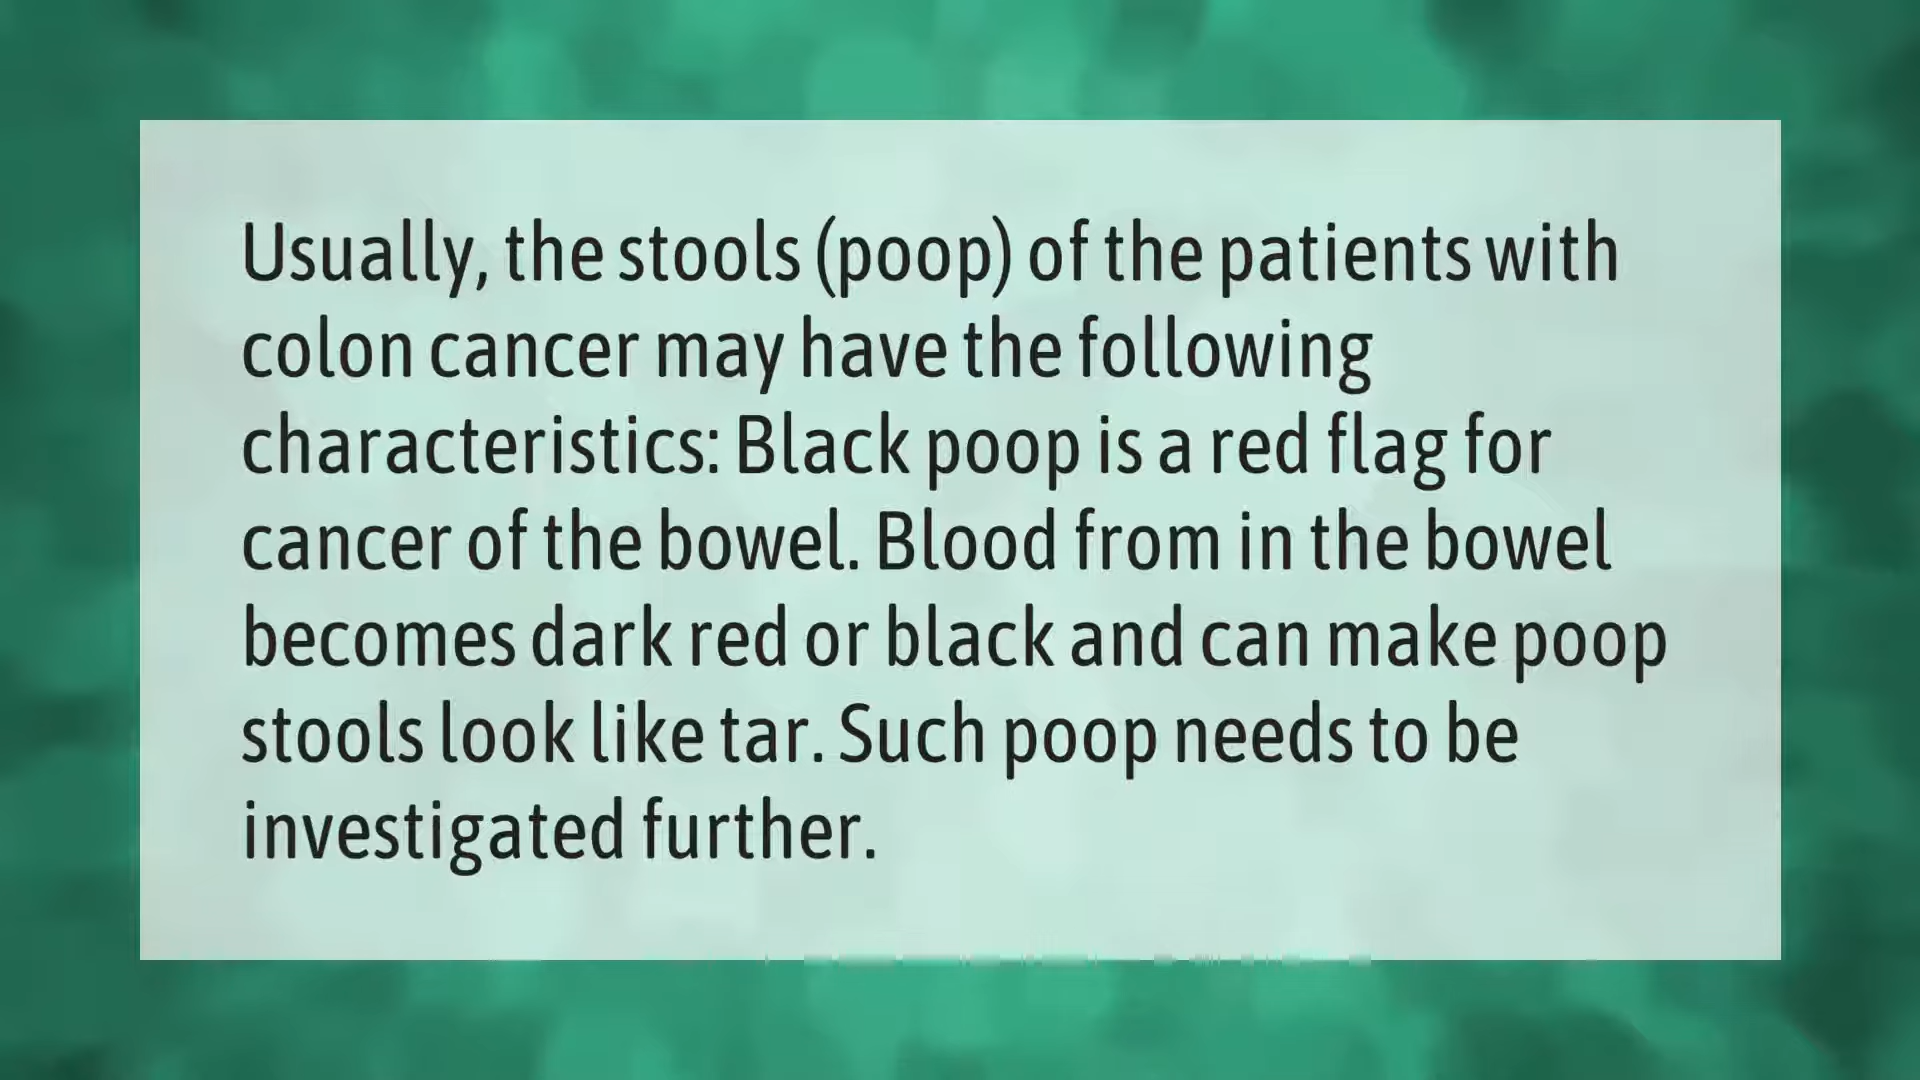 Usually, the stools (poop) of the patients with
colon cancer may have the following
characteristics: Black poop is a red flag for
cancer of the bowel. Blood from in the bowel
becomes dark red or black and can make poop
stools look like tar. Such poop needs to be
investigated further.